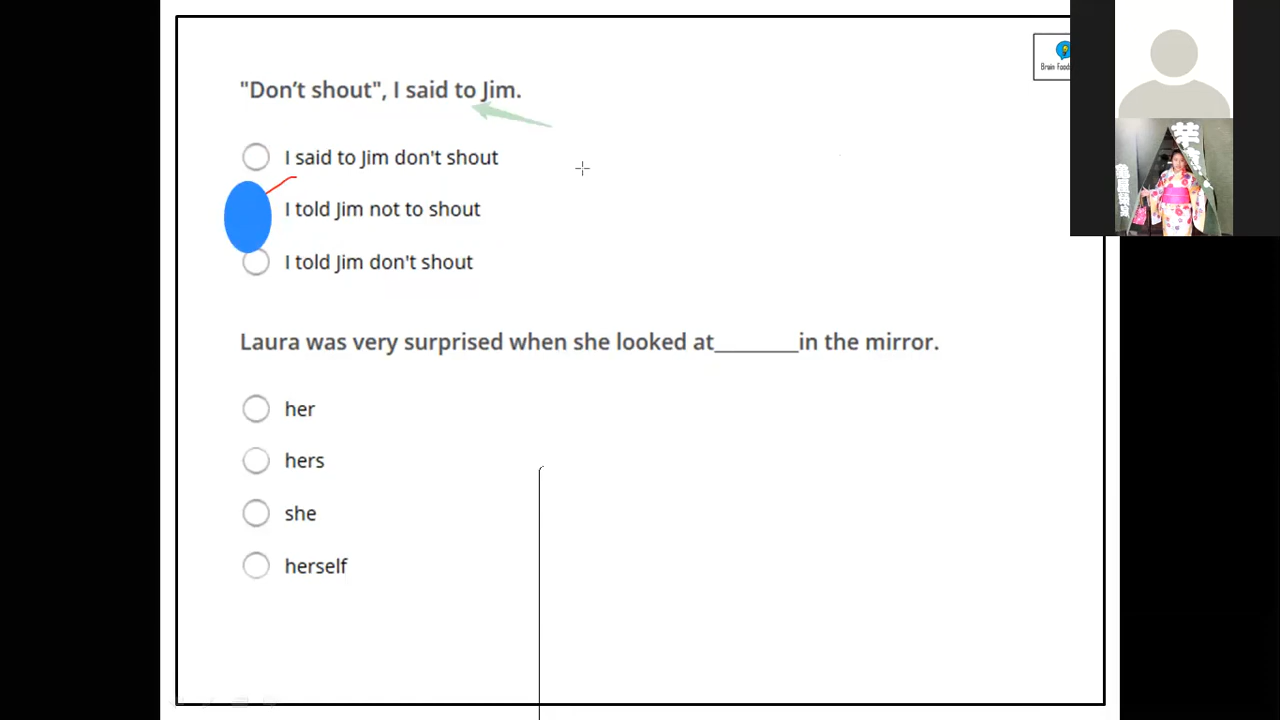 Brain Food
"Don't shout", I said to Jim.
I said to Jim don't shout
I told Jim not to shout
I told Jim don't shout
Laura was very surprised when she looked at________in the mirror.
her
hers
she
herself